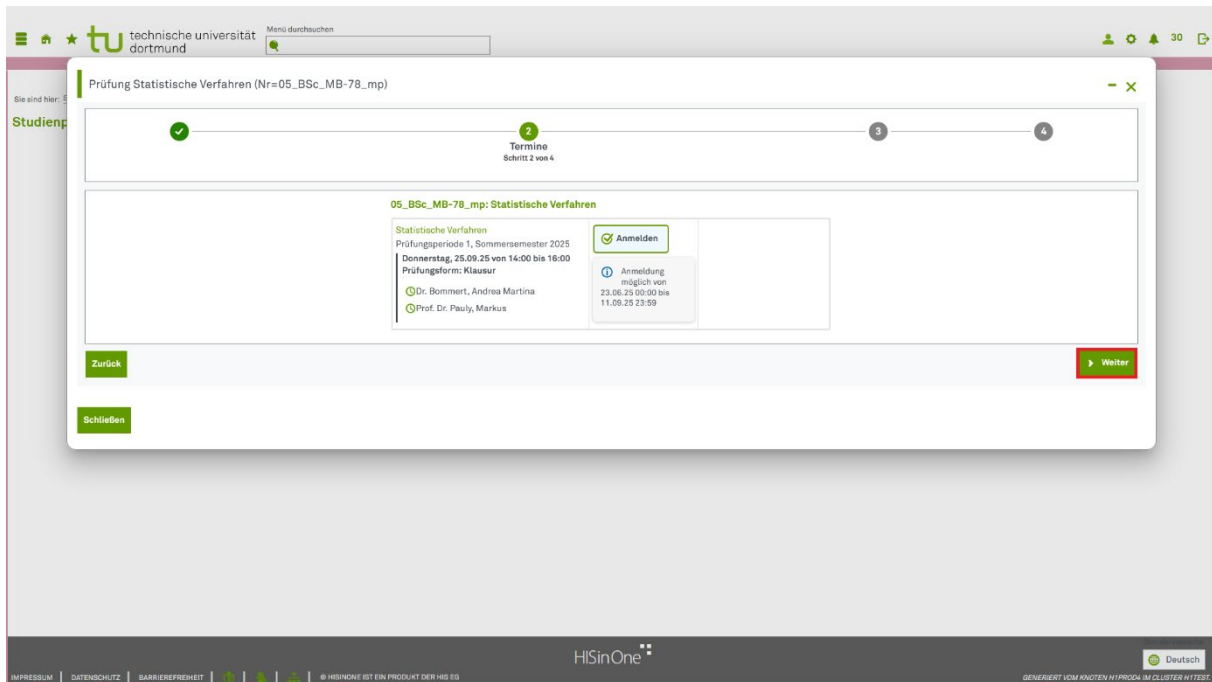 Menü durchsuchen
technische universität
dortmund
30
Prüfung Statistische Verfahren (Nr=05_BSc_MB-78_mp)
Sie sind hier:
Studienp
2
3
4
Termine
Schritt 2 von 4
05_BSc_MB-78_mp: Statistische Verfahren
Statistische Verfahren
Prüfungsperiode 1, Sommersemester 2025
Donnerstag, 25.09.25 von 14:00 bis 16:00
Prüfungsform: Klausur
Dr. Bommert, Andrea Martina
Prof. Dr. Pauly, Markus
Anmelden
Anmeldung
möglich von
23.06.25 00:00 bis
11.09.25 23:59
Zurück
Weiter
Schließen
HISinOne
Deutsch
IMPRESSUM | DATENSCHUTZ | BARRIEREFREIHEIT | © HISINONE IST EIN PRODUKT DER HIS EG
GENERIERT VOM KNOTEN H1PROD4 IM CLUSTER H1TEST.